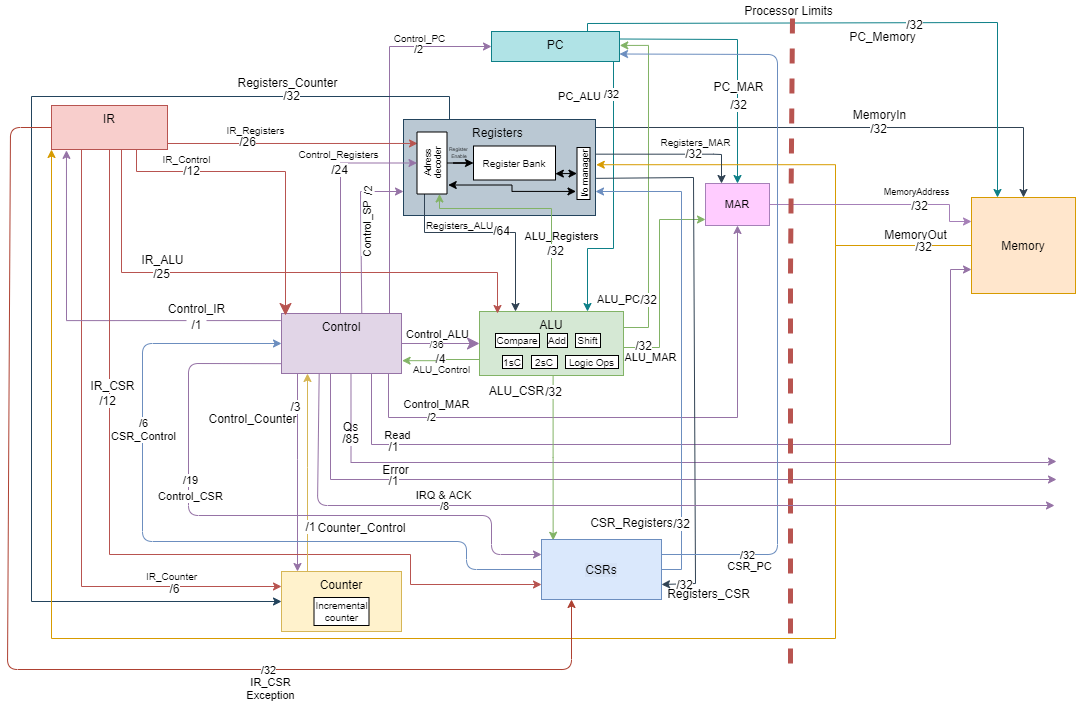 Processor Limits
/32
PC_Memory
Control_PC
/2
PC
Registers_Counter
/32
PC_ALU
/32
PC_MAR
/32
MemoryIn
/32
IR
IR_Registers
/26
IR_Control
/12
Control_Registers
/24
Registers
Adress
decoder
Register
Enable
Register Bank
I/o manager
Registers_MAR
/32
Control_SP
/2
MAR
MemoryAddress
/32
MemoryOut
/32
Memory
Registers_ALU
/64
ALU_Registers
/32
IR_ALU
/25
ALU_PC
/32
Control_IR
/1
Control
Control_ALU
/36
/4
ALU_Control
ALU
Compare
Add
Shift
1sC
2sC
Logic Ops
/32
ALU_MAR
IR_CSR
/12
ALU_CSR
/32
/3
Control_Counter
Control_MAR
/2
/6
CSR_Control
Qs
/85
Read
/1
Error
/1
/19
Control_CSR
IRQ & ACK
/8
/1
Counter_Control
CSR_Registers
/32
CSRs
/32
CSR_PC
IR_Counter
/6
Counter
Incremental
counter
/32
Registers_CSR
/32
IR_CSR
Exception